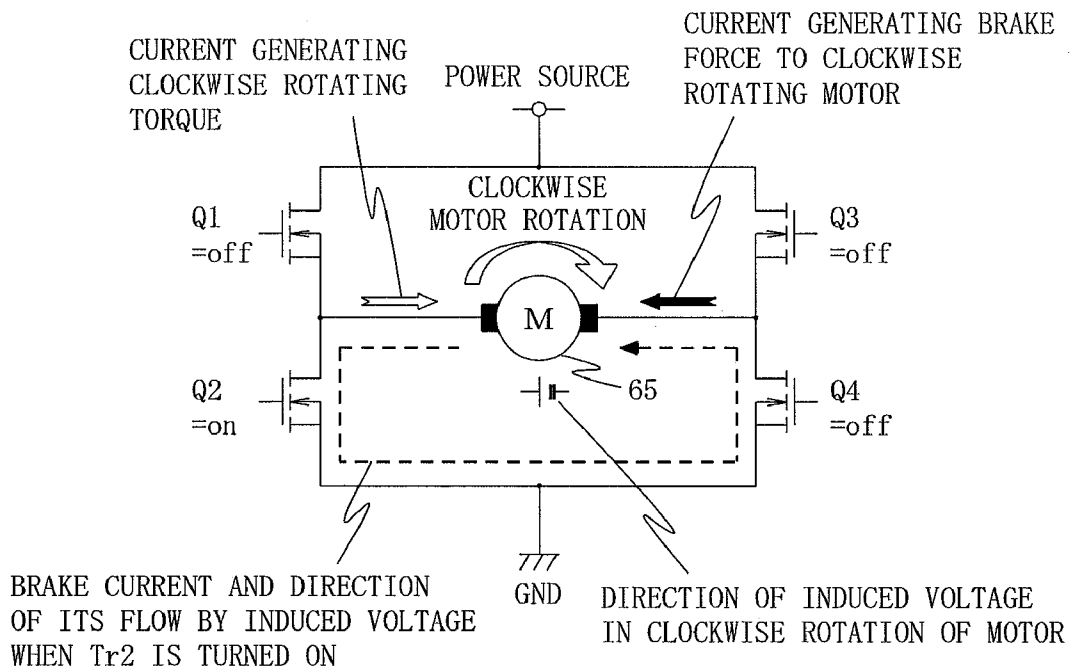 CURRENT GENERATING
CLOCKWISE ROTATING
TORQUE
POWER SOURCE
CURRENT GENERATING BRAKE
FORCE TO CLOCKWISE
ROTATING MOTOR
CLOCKWISE
MOTOR ROTATION
Q1
=off
Q3
=off
M
65
Q2
=on
Q4
=off
GND
BRAKE CURRENT AND DIRECTION
OF ITS FLOW BY INDUCED VOLTAGE
WHEN Tr2 IS TURNED ON
DIRECTION OF INDUCED VOLTAGE
IN CLOCKWISE ROTATION OF MOTOR